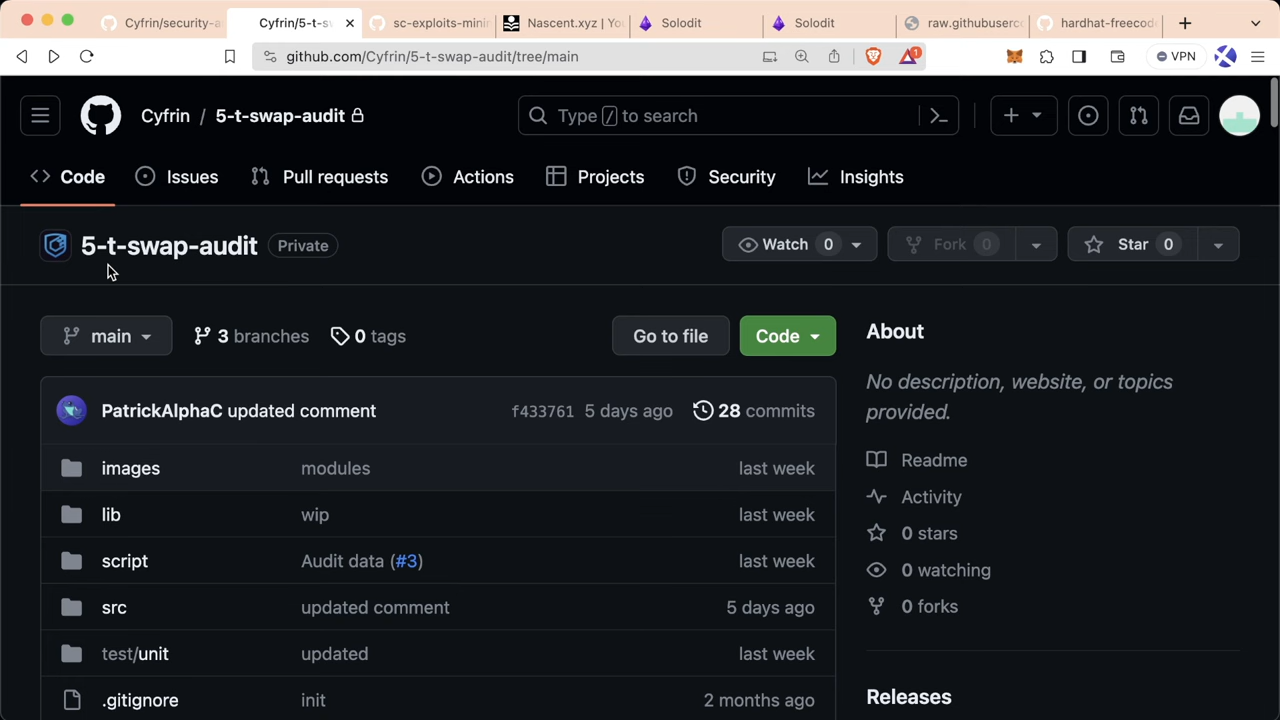 Cyfrin/security-a
Cyfrin/5-t-sw
sc-exploits-minin
Nascent.xyz | Yo
Solodit
Solodit
raw.githubuserco
hardhat-freecod
github.com/Cyfrin/5-t-swap-audit/tree/main
1
VPN
Cyfrin / 5-t-swap-audit
Type / to search
Code
Issues
Pull requests
Actions
Projects
Security
Insights
5-t-swap-audit Private
Watch 0
Fork 0
Star 0
main
3 branches
0 tags
Go to file
Code
About
No description, website, or topics
provided.
PatrickAlphaC updated comment f433761 5 days ago 28 commits
images modules last week
lib wip last week
script Audit data (#3) last week
src updated comment 5 days ago
test/unit updated last week
.gitignore init 2 months ago
Readme
Activity
0 stars
0 watching
0 forks
Releases